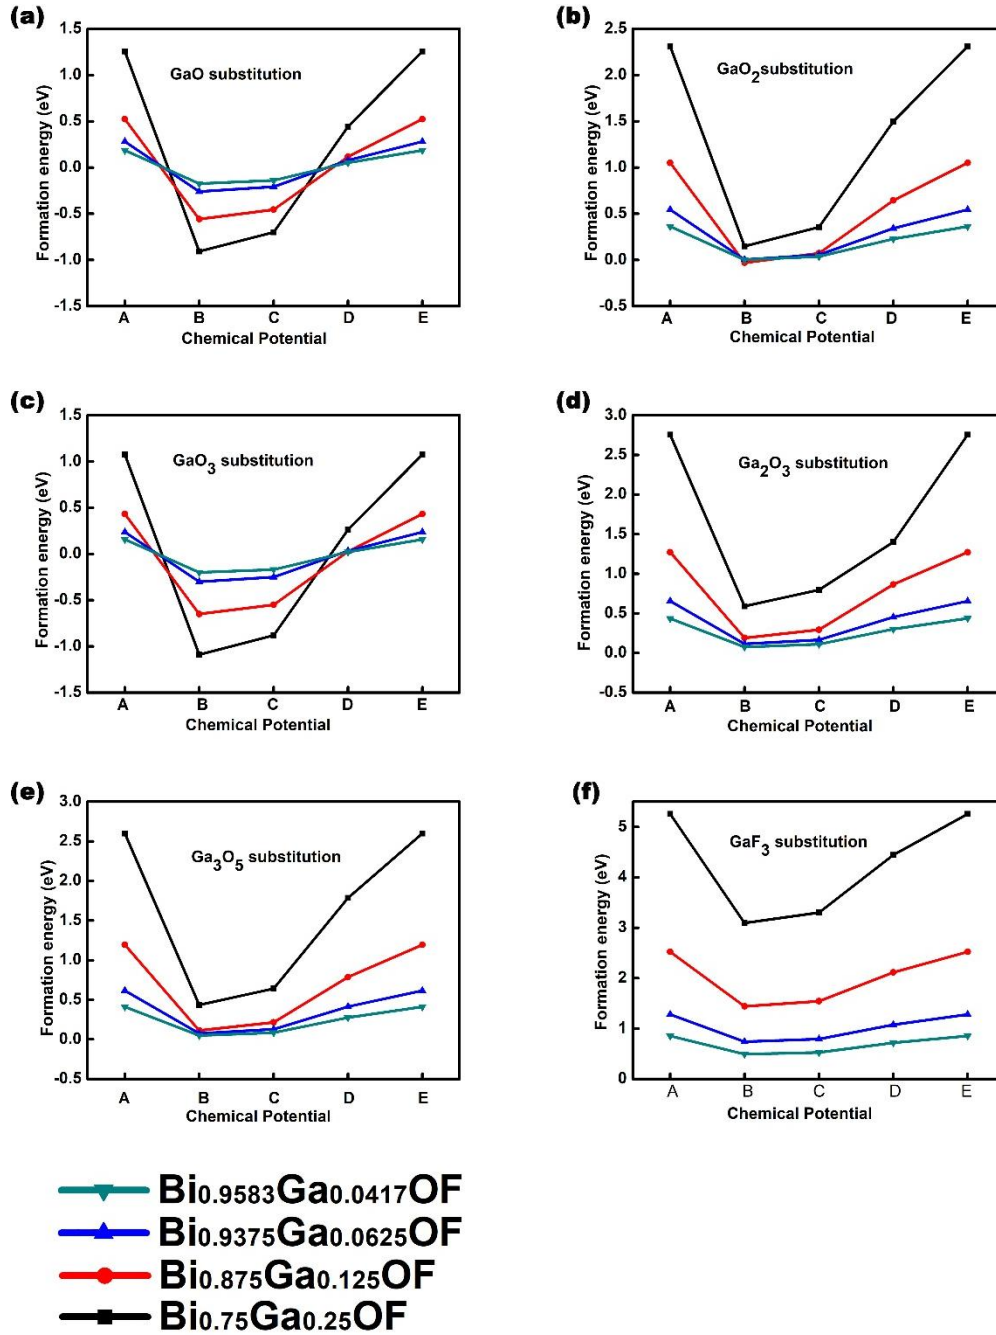 (a)
1.5
1.0
0.5
0.0
-0.5
-1.0
-1.5
Formation energy (eV)
GaO substitution
A B C D E
Chemical Potential
(b)
2.5
2.0
1.5
1.0
0.5
0.0
-0.5
Formation energy (eV)
GaO2substitution
A B C D E
Chemical Potential
(c)
1.5
1.0
0.5
0.0
-0.5
-1.0
-1.5
Formation energy (eV)
GaO3 substitution
A B C D E
Chemical Potential
(d)
3.0
2.5
2.0
1.5
1.0
0.5
0.0
-0.5
Formation energy (eV)
Ga2O3 substitution
A B C D E
Chemical Potential
(e)
3.0
2.5
2.0
1.5
1.0
0.5
0.0
-0.5
Formation energy (eV)
Ga3O5 substitution
A B C D E
Chemical Potential
(f)
5
4
3
2
1
0
Formation energy (eV)
GaF3 substitution
A B C D E
Chemical Potential
Bi0.9583Ga0.0417OF
Bi0.9375Ga0.0625OF
Bi0.875Ga0.125OF
Bi0.75Ga0.25OF